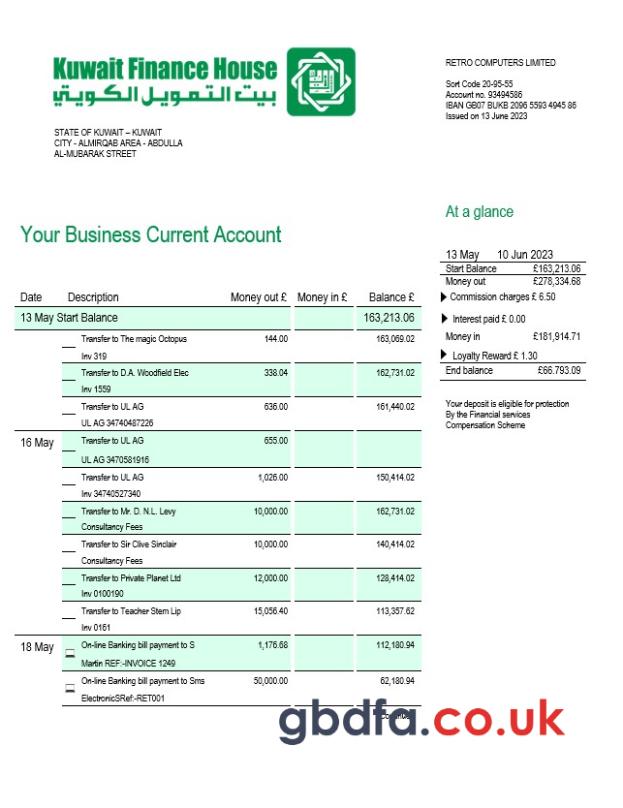 Kuwait Finance House
بيت التمويل الكويتي
STATE OF KUWAIT – KUWAIT
CITY - ALMIRQAB AREA - ABDULLA
AL-MUBARAK STREET
RETRO COMPUTERS LIMITED
Sort Code 20-95-55
Account no. 93494586
IBAN GB07 BUKB 2096 5593 4945 86
Issued on 13 June 2023
Your Business Current Account
At a glance
13 May 10 Jun 2023
Start Balance £163,213.06
Money out £278,334.68
Commission charges £ 6.50
Interest paid £ 0.00
Money in £181,914.71
Loyalty Reward £ 1.30
End balance £66.793.09
Your deposit is eligible for protection
By the Financial services
Compensation Scheme
Date Description Money out £ Money in £ Balance £
13 May Start Balance 163,213.06
Transfer to The magic Octopus 144.00 163,069.02
Inv 319
Transfer to D.A. Woodfield Elec 338.04 162,731.02
Inv 1559
Transfer to UL AG 636.00 161,440.02
UL AG 34740487226
16 May Transfer to UL AG 655.00
UL AG 3470581916
Transfer to UL AG 1,026.00 150,414.02
Inv 34740527340
Transfer to Mr. D. N.L. Levy 10,000.00 162,731.02
Consultancy Fees
Transfer to Sir Clive Sinclair 10,000.00 140,414.02
Consultancy Fees
Transfer to Private Planet Ltd 12,000.00 128,414.02
Inv 0100190
Transfer to Teacher Stem Lip 15,056.40 113,357.62
Inv 0161
18 May On-line Banking bill payment to S 1,176.68 112,180.94
Martin REF:-INVOICE 1249
On-line Banking bill payment to Sms 50,000.00 62,180.94
ElectronicSRef:-RET001
gbdfa.co.uk